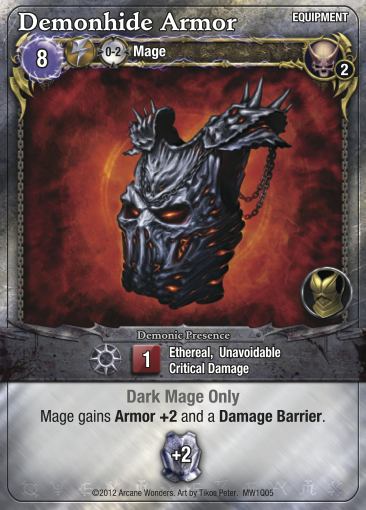 Demonhide Armor
EQUIPMENT
8
0-2
Mage
2
Demonic Presence
1
Ethereal, Unavoidable
Critical Damage
Dark Mage Only
Mage gains Armor +2 and a Damage Barrier.
+2
©2012 Arcane Wonders. Art by Tikos Peter. MW1Q05